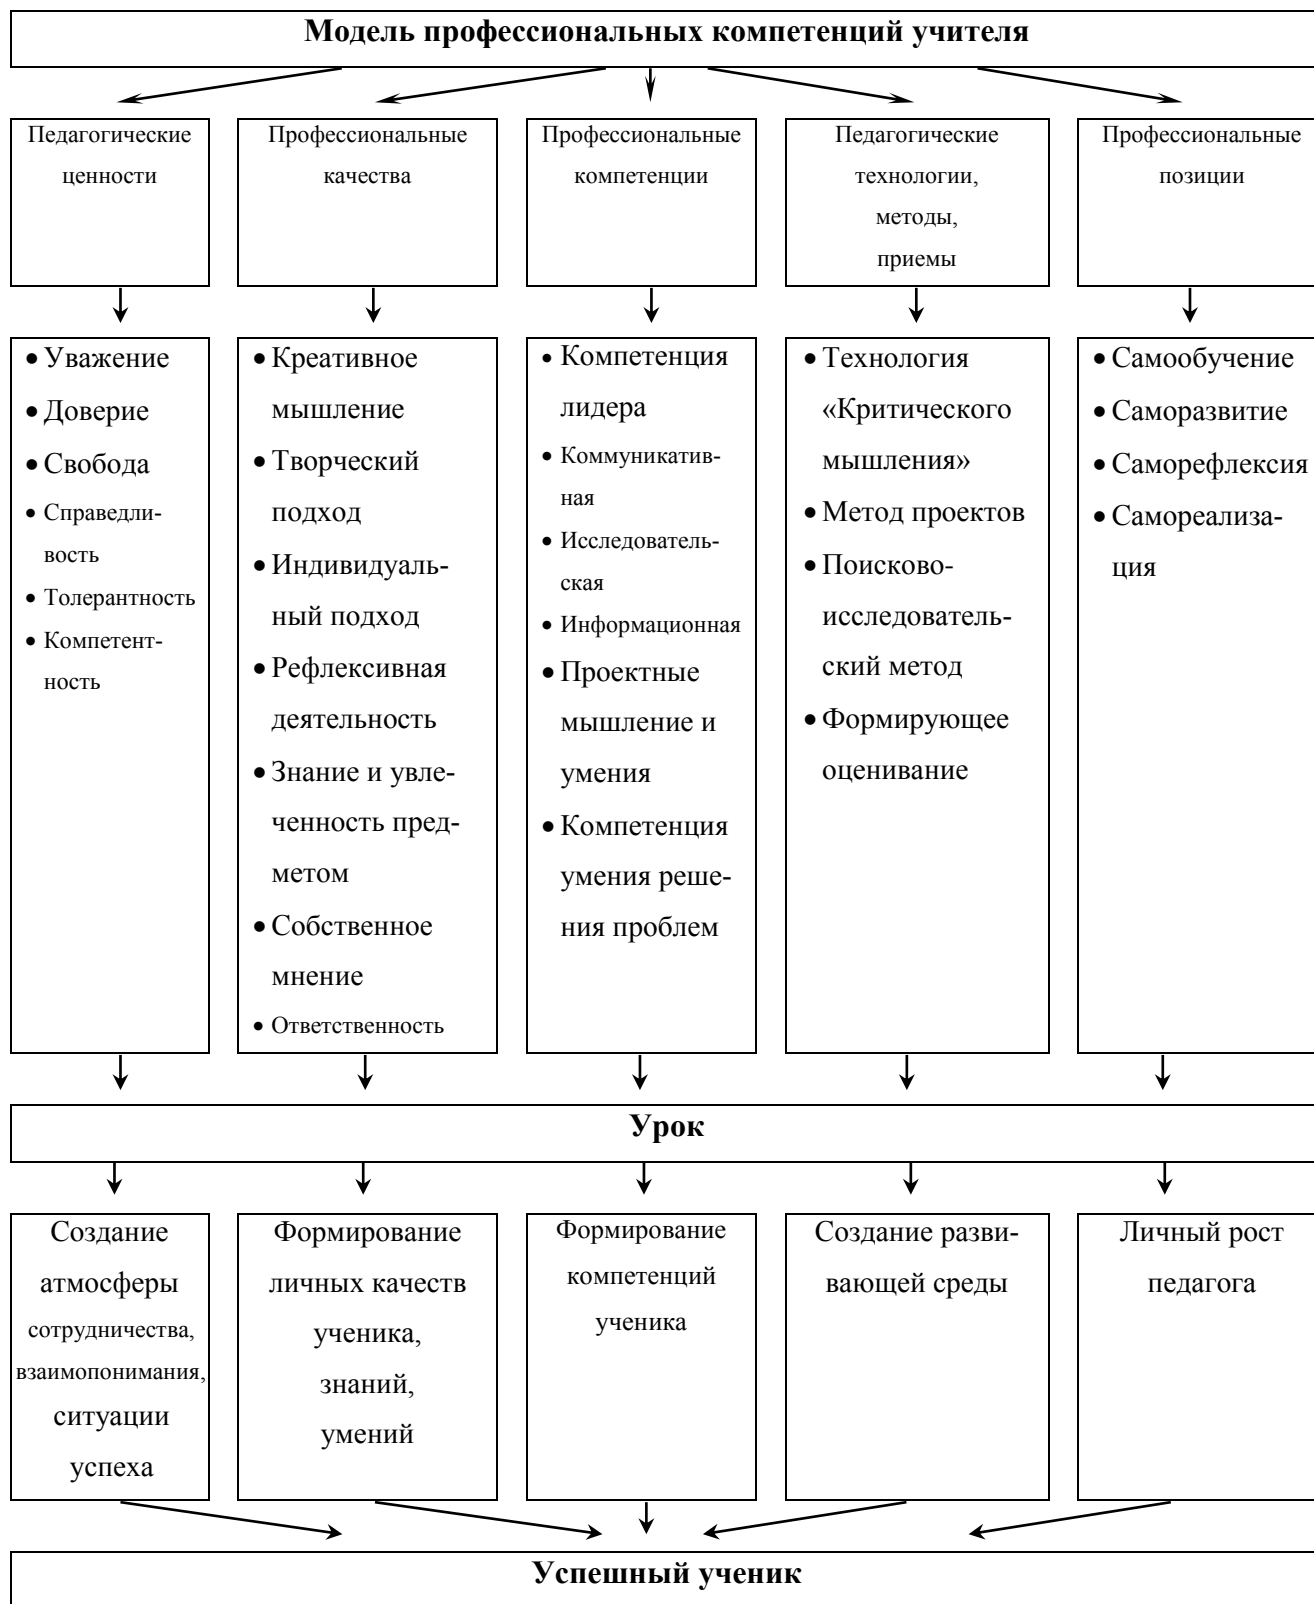 Модель профессиональных компетенций учителя
Педагогические
ценности
Профессиональные
качества
Профессиональные
компетенции
Педагогические
технологии,
методы,
приемы
Профессиональные
позиции
• Уважение
• Доверие
• Свобода
• Справедли-
вость
• Толерантность
• Компетент-
ность
• Креативное
мышление
• Творческий
подход
• Индивидуаль-
ный подход
• Рефлексивная
деятельность
• Знание и увле-
ченность пред-
метом
• Собственное
мнение
• Ответственность
• Компетенция
лидера
• Коммуникатив-
ная
• Исследователь-
ская
• Информационная
• Проектные
мышление и
умения
• Компетенция
умения реше-
ния проблем
• Технология
«Критического
мышления»
• Метод проектов
• Поисково-
исследователь-
ский метод
• Формирующее
оценивание
• Самообучение
• Саморазвитие
• Саморефлексия
• Самореализа-
ция
Урок
Создание
атмосферы
сотрудничества,
взаимопонимания,
ситуации
успеха
Формирование
личных качеств
ученика,
знаний,
умений
Формирование
компетенций
ученика
Создание разви-
вающей среды
Личный рост
педагога
Успешный ученик